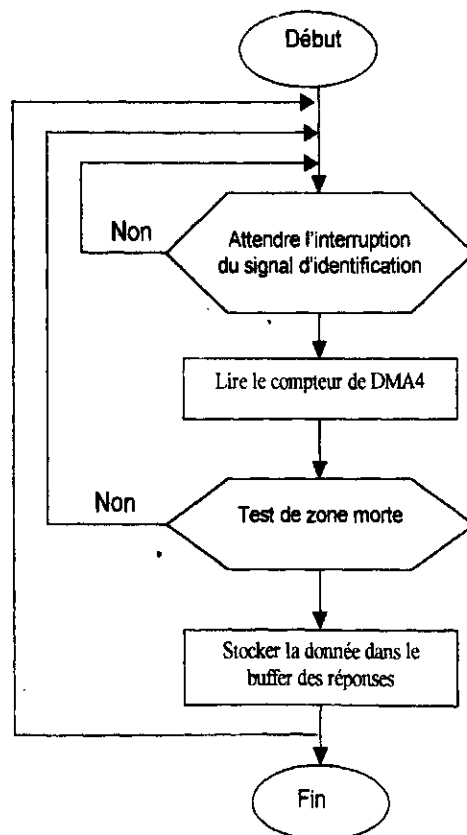 Début
Non
Attendre l'interruption
du signal d'identification
Lire le compteur de DMA4
Non
Test de zone morte
Stocker la donnée dans le
buffer des réponses
Fin